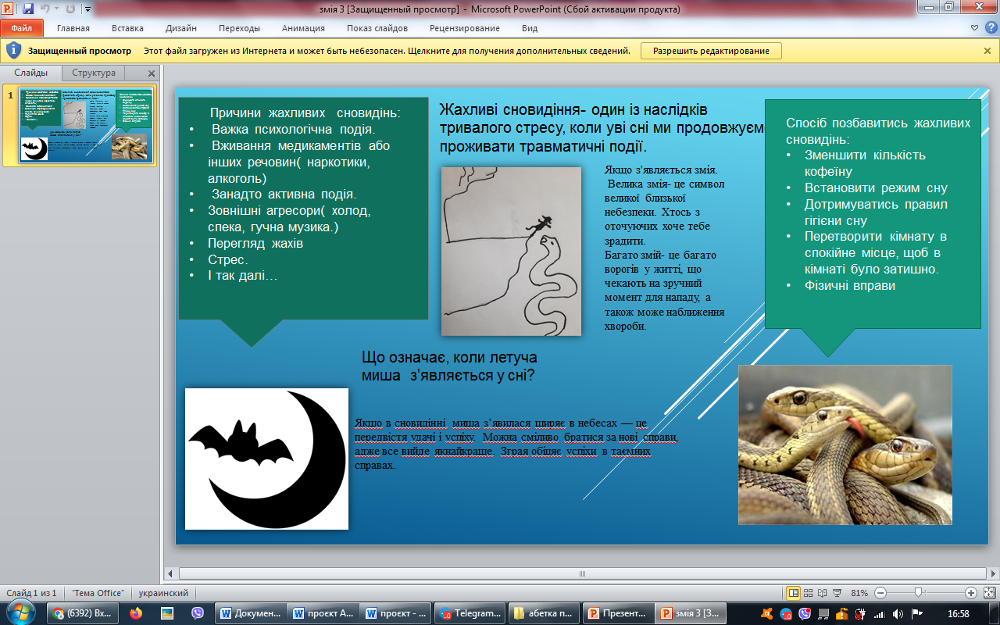 змія 3 [Защищенный просмотр] - Microsoft PowerPoint (Сбой активации продукта)
Файл
Главная
Вставка
Дизайн
Переходы
Анимация
Показ слайдов
Рецензирование
Вид
Защищенный просмотр
Этот файл загружен из Интернета и может быть небезопасен. Щелкните для получения дополнительных сведений.
Разрешить редактирование
Слайды
Структура
1
Причини жахливих сновидінь:
• Важка психологічна подія.
• Вживання медикаментів або
інших речовин( наркотики,
алкоголь)
• Занадто активна подія.
• Зовнішні агресори( холод,
спека, гучна музика.)
• Перегляд жахів
• Стрес.
• І так далі…
Жахливі сновидіння- один із наслідків
тривалого стресу, коли уві сні ми продовжуєм
проживати травматичні події.
Якщо з'являється змія.
Велика змія- це символ
великої близької
небезпеки. Хтось з
оточуючих хоче тебе
зрадити.
Багато змій- це багато
ворогів у житті, що
чекають на зручний
момент для нападу, а
також може наближення
хвороби.
Спосіб позбавитись жахливих
сновидінь:
• Зменшити кількість
кофеїну
• Встановити режим сну
• Дотримуватись правил
гігієни сну
• Перетворити кімнату в
спокійне місце, щоб в
кімнаті було затишно.
• Фізичні вправи
Що означає, коли летуча
миша з'являється у сні?
Якщо в сновидінні миша з’явилася ширяє в небесах — це
передвістя удачі і успіху. Можна сміливо братися за нові справи,
адже все вийде якнайкраще. Зграя обіцяє успіхи в таємних
справах.
Слайд 1 из 1
"Тема Office"
украинский
81%
(6392) Вх...
Докумен...
проєкт А...
проєкт - ...
Telegram...
абетка п...
Презент...
змія 3 [З...
16:58